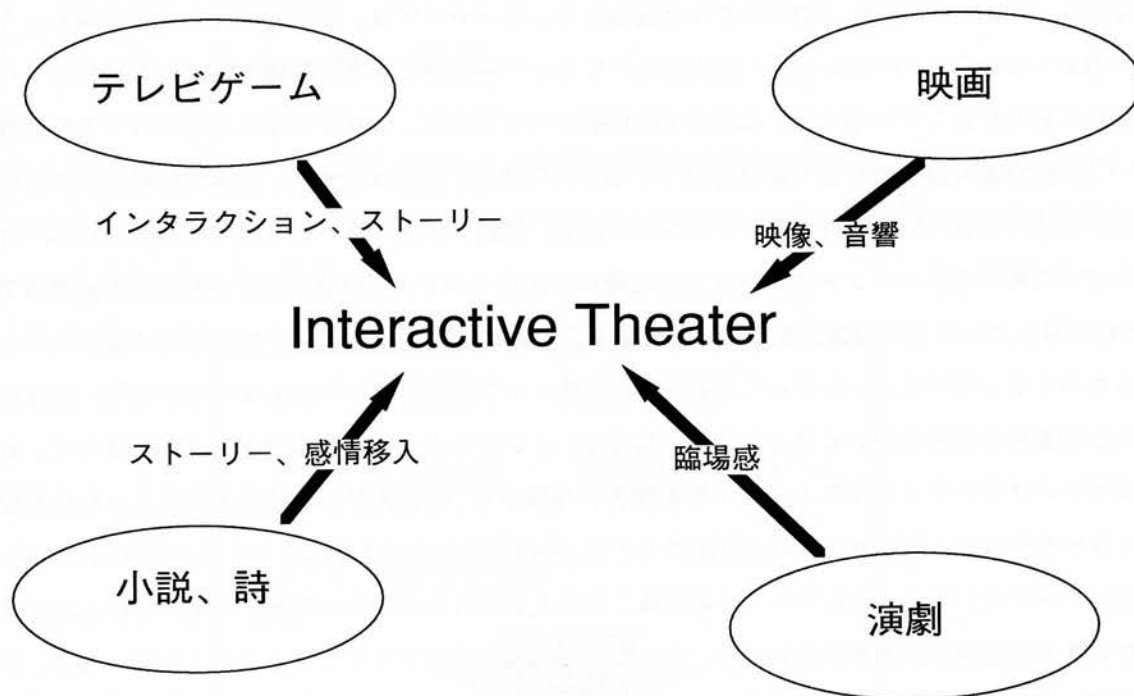 テレビゲーム
映画
インタラクション、ストーリー
映像、音響
Interactive Theater
ストーリー、感情移入
臨場感
小説、詩
演劇